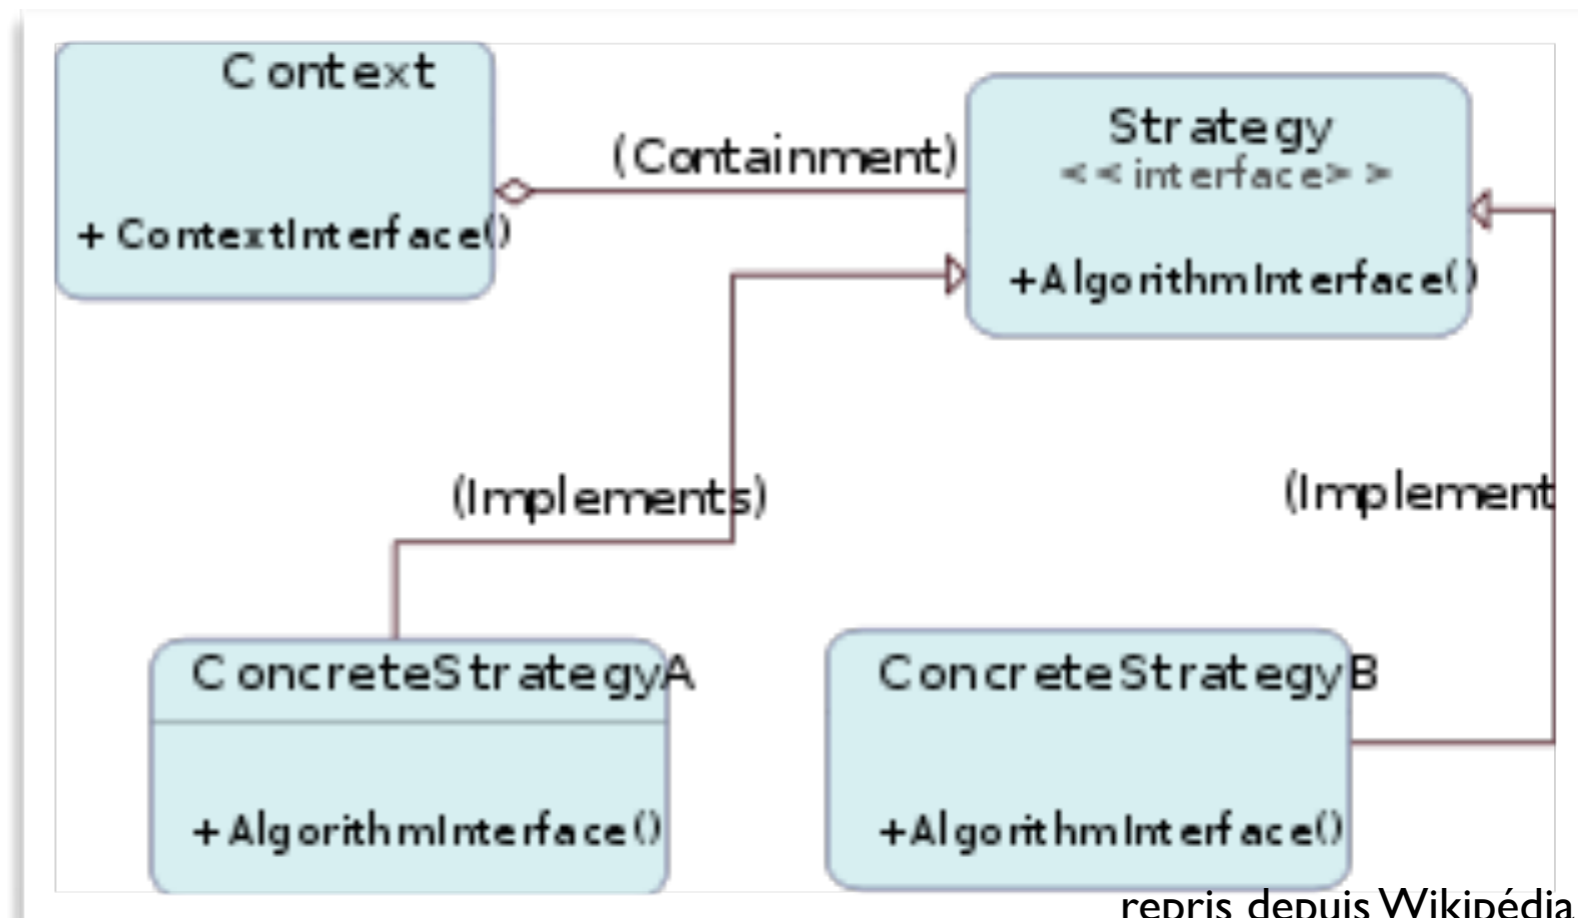 Context
+ ContextInterface()
(Containment)
Strategy
<<interface>>
+AlgorithmInterface()
(Implements)
(Implement
ConcreteStrategyA
+AlgorithmInterface()
ConcreteStrategyB
+AlgorithmInterface()
repris depuis Wikipédia